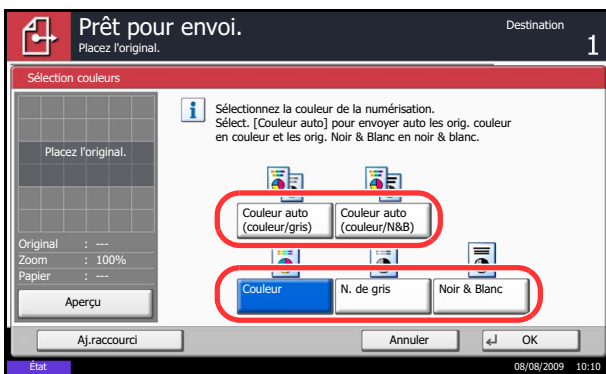 Prêt pour envoi.
Placez l'original.
Destination
1
Sélection couleurs
Placez l'original.
Sélectionnez la couleur de la numérisation.
Sélect. [Couleur auto] pour envoyer auto les orig. couleur
en couleur et les orig. Noir & Blanc en noir & blanc.
Couleur auto
(couleur/gris)
Couleur auto
(couleur/N&B)
Original : ---
Zoom : 100%
Papier : ---
Aperçu
Couleur
N. de gris
Noir & Blanc
Aj.raccourci
Annuler
OK
État
08/08/2009 10:10